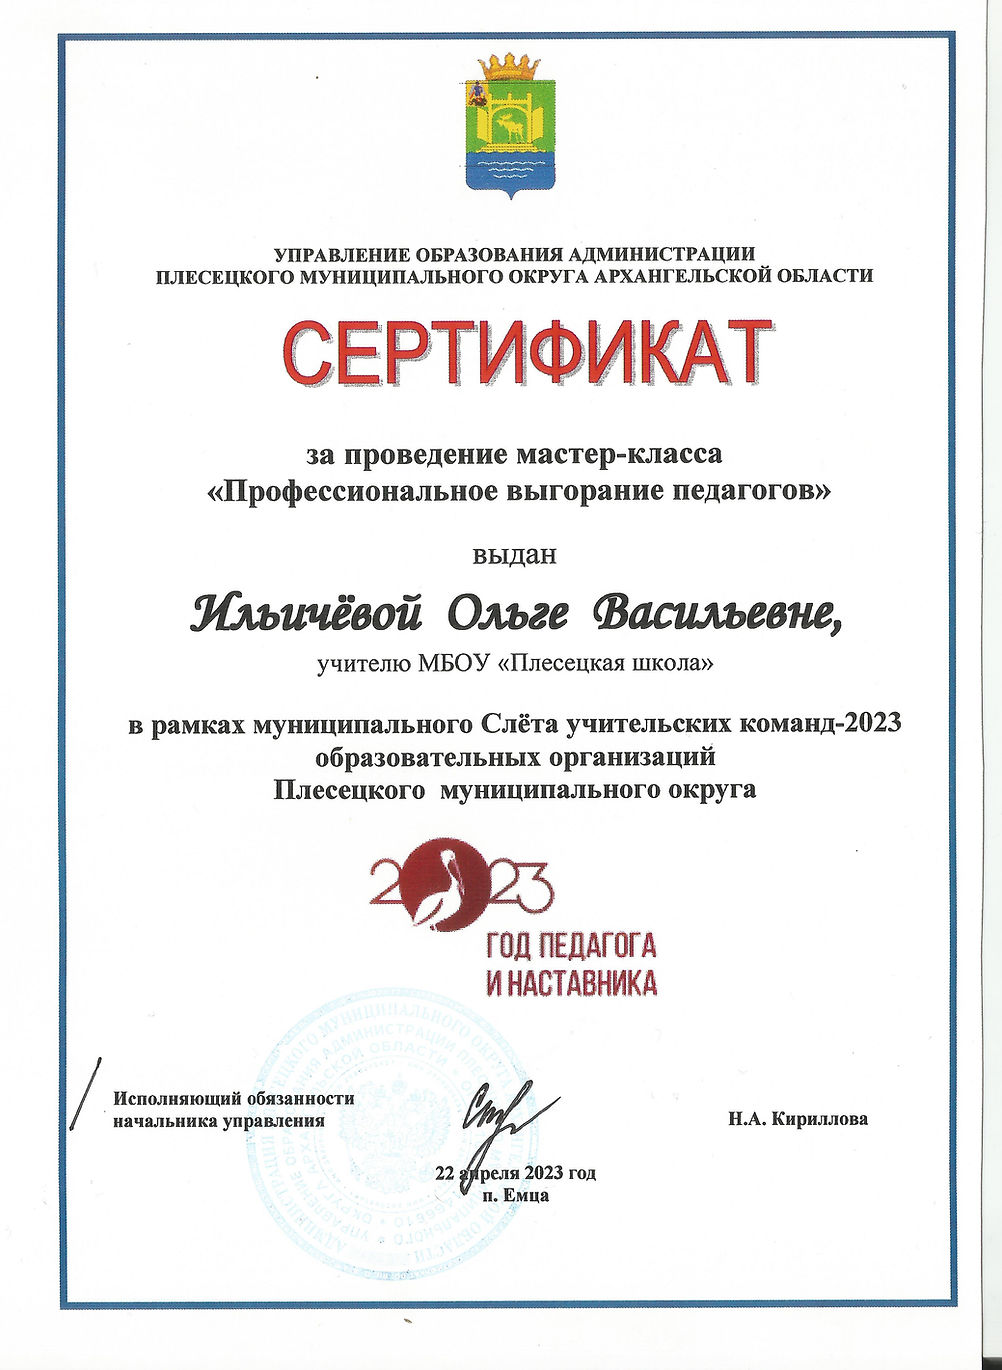 УПРАВЛЕНИЕ ОБРАЗОВАНИЯ АДМИНИСТРАЦИИ
ПЛЕСЕЦКОГО МУНИЦИПАЛЬНОГО ОКРУГА АРХАНГЕЛЬСКОЙ ОБЛАСТИ
СЕРТИФИКАТ
за проведение мастер-класса
«Профессиональное выгорание педагогов»
выдан
Ильичёвой Ольге Васильевне,
учителю МБОУ «Плесецкая школа»
в рамках муниципального Слёта учительских команд-2023
образовательных организаций
Плесецкого муниципального округа
2023
ГОД ПЕДАГОГА
И НАСТАВНИКА
Исполняющий обязанности
начальника управления
Н.А. Кириллова
22 апреля 2023 год
п. Емца